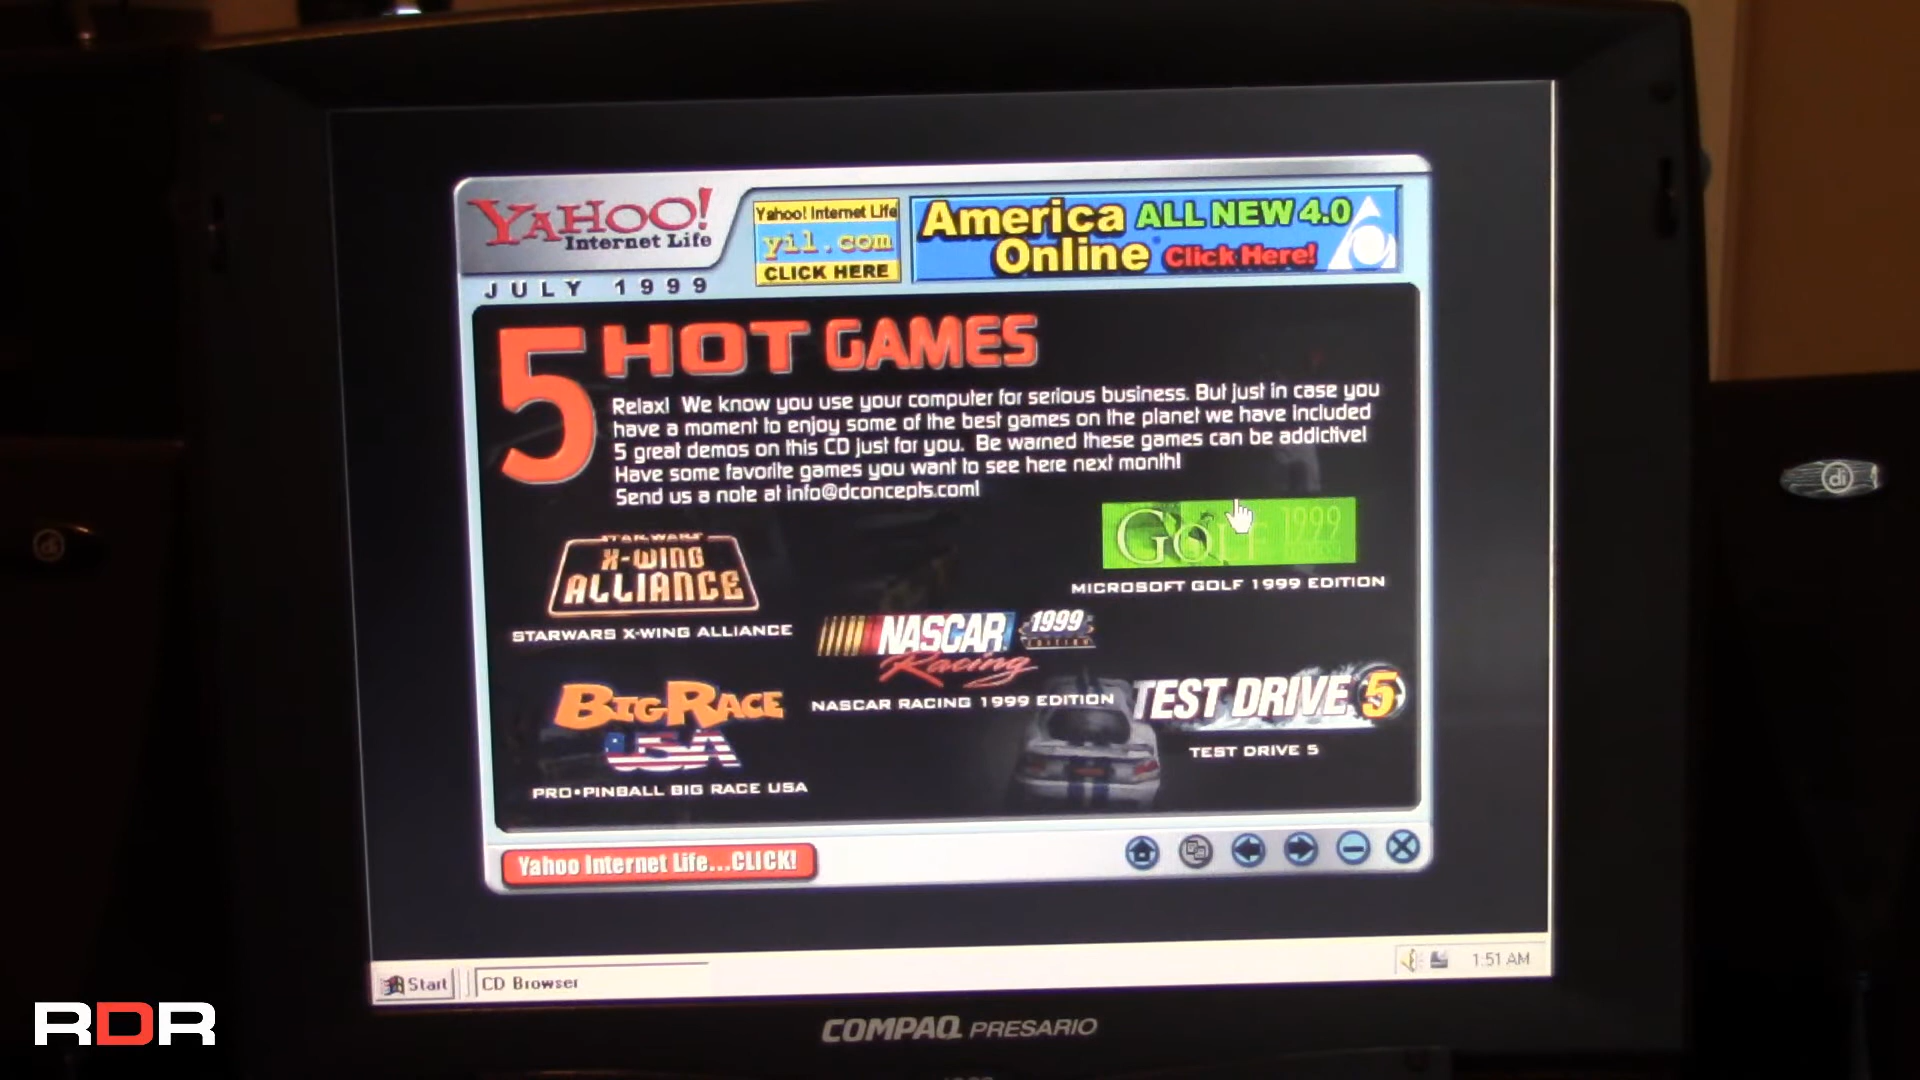 YAHOO!
Internet Life
JULY 1999
Yahoo! Internet Life
yil.com
CLICK HERE
America Online
ALL NEW 4.0
Click Here!
5 HOT GAMES
Relax! We know you use your computer for serious business. But just in case you
have a moment to enjoy some of the best games on the planet we have included
5 great demos on this CD just for you. Be warned these games can be addictive!
Have some favorite games you want to see here next month!
Send us a note at info@dconcepts.com!
STAR WARS
X-WING
ALLIANCE
STARWARS X-WING ALLIANCE
GOLF 1999
MICROSOFT GOLF 1999 EDITION
NASCAR
Racing
1999
EDITION
NASCAR RACING 1999 EDITION
BIG RACE
USA
PRO•PINBALL BIG RACE USA
TEST DRIVE 5
TEST DRIVE 5
Yahoo Internet Life...CLICK!
Start
CD Browser
1:51 AM
COMPAQ PRESARIO
di
di
RDR